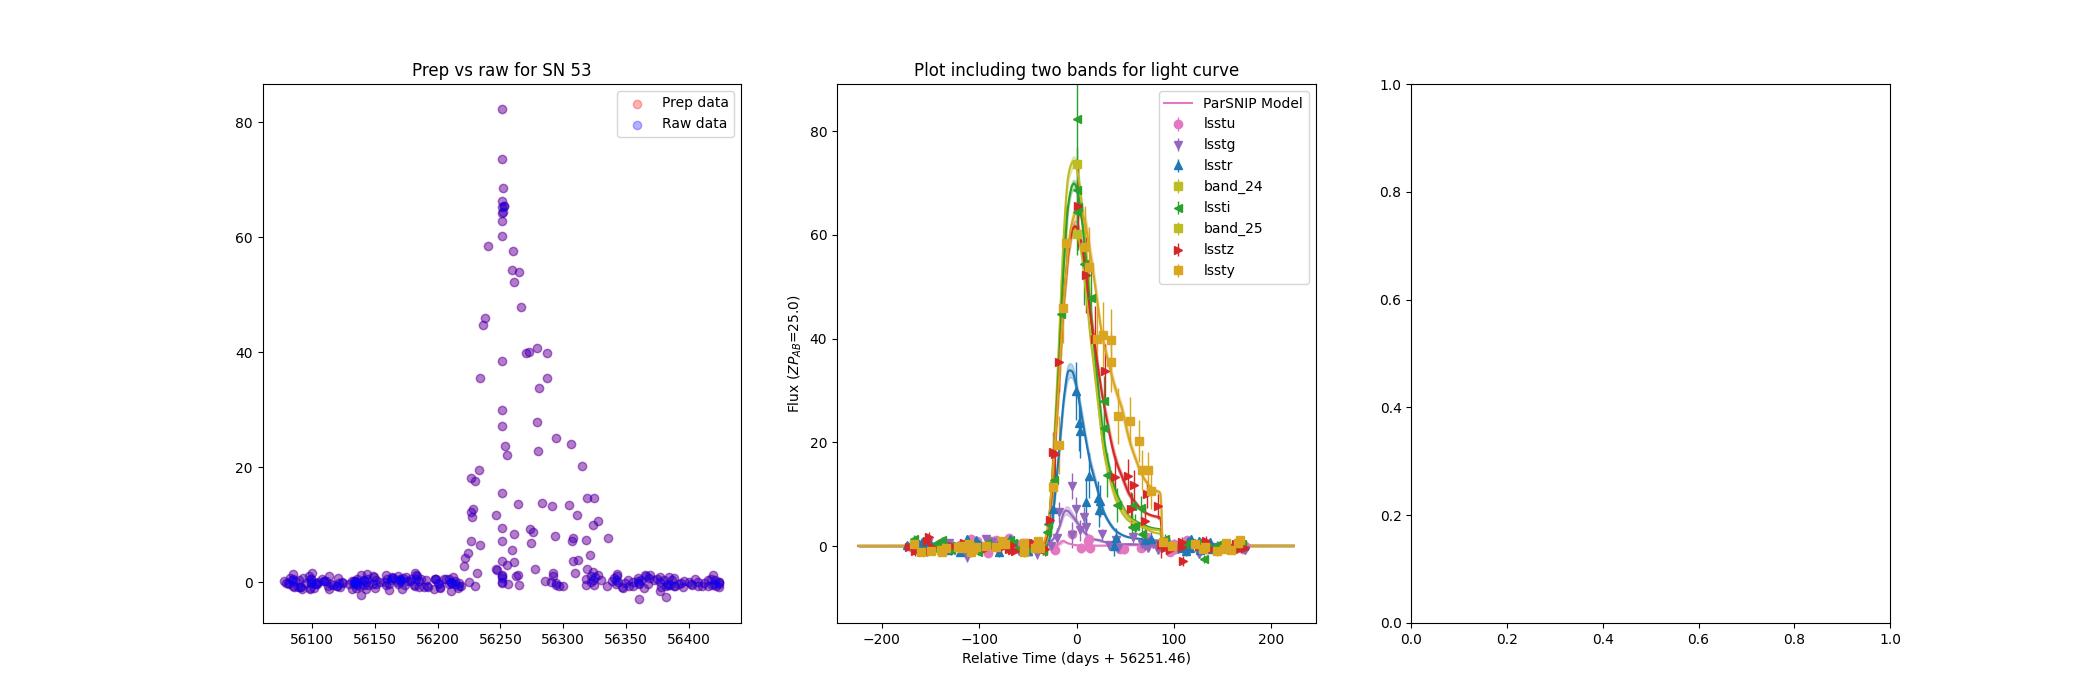 Prep vs raw for SN 53
Prep data
Raw data
80
60
40
20
0
56100 56150 56200 56250 56300 56350 56400
Plot including two bands for light curve
ParSNIP Model
lsstu
lsstg
lsstr
band_24
lssti
band_25
lsstz
lssty
Flux (ZP_AB=25.0)
80
60
40
20
0
−200 −100 0 100 200
Relative Time (days + 56251.46)
1.0
0.8
0.6
0.4
0.2
0.0
0.0 0.2 0.4 0.6 0.8 1.0